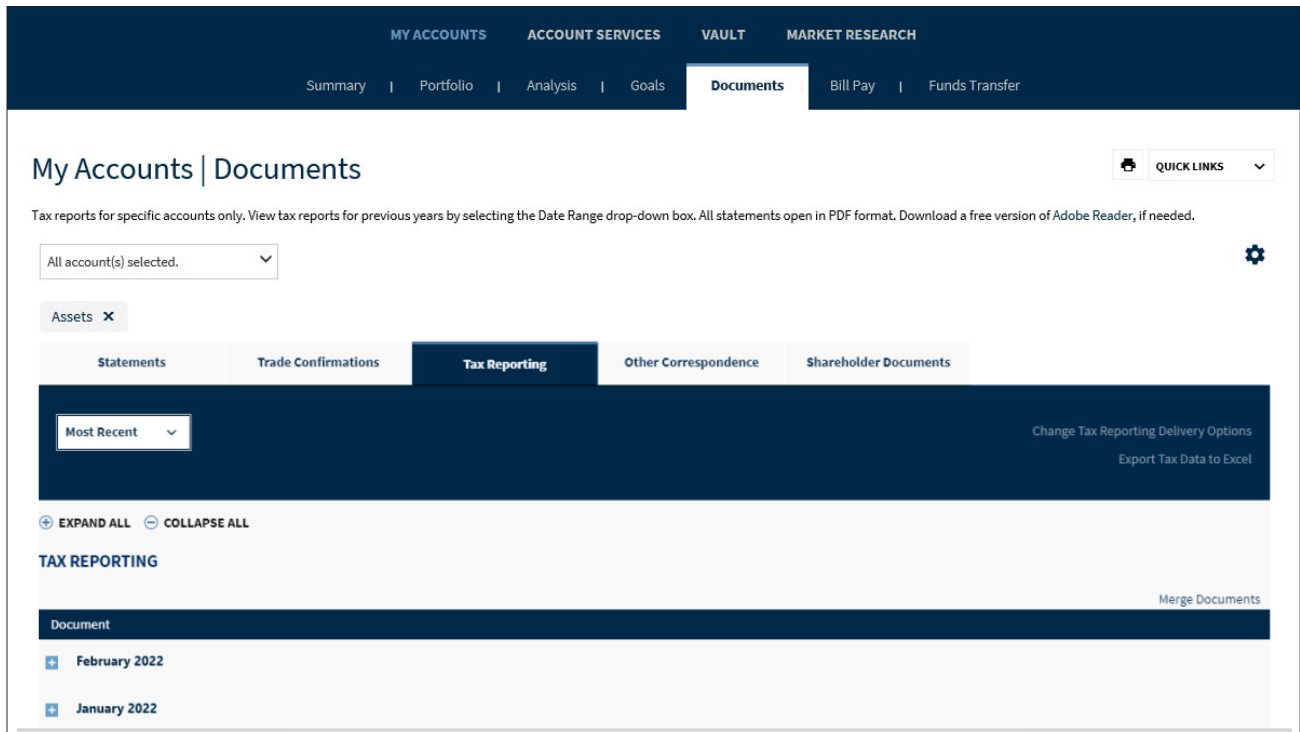 MY ACCOUNTS ACCOUNT SERVICES VAULT MARKET RESEARCH
Summary | Portfolio | Analysis | Goals Documents Bill Pay | Funds Transfer
My Accounts | Documents
QUICK LINKS
Tax reports for specific accounts only. View tax reports for previous years by selecting the Date Range drop-down box. All statements open in PDF format. Download a free version of Adobe Reader, if needed.
All account(s) selected.
Assets ✕
Statements Trade Confirmations Tax Reporting Other Correspondence Shareholder Documents
Most Recent
Change Tax Reporting Delivery Options
Export Tax Data to Excel
EXPAND ALL COLLAPSE ALL
TAX REPORTING
Merge Documents
Document
February 2022
January 2022